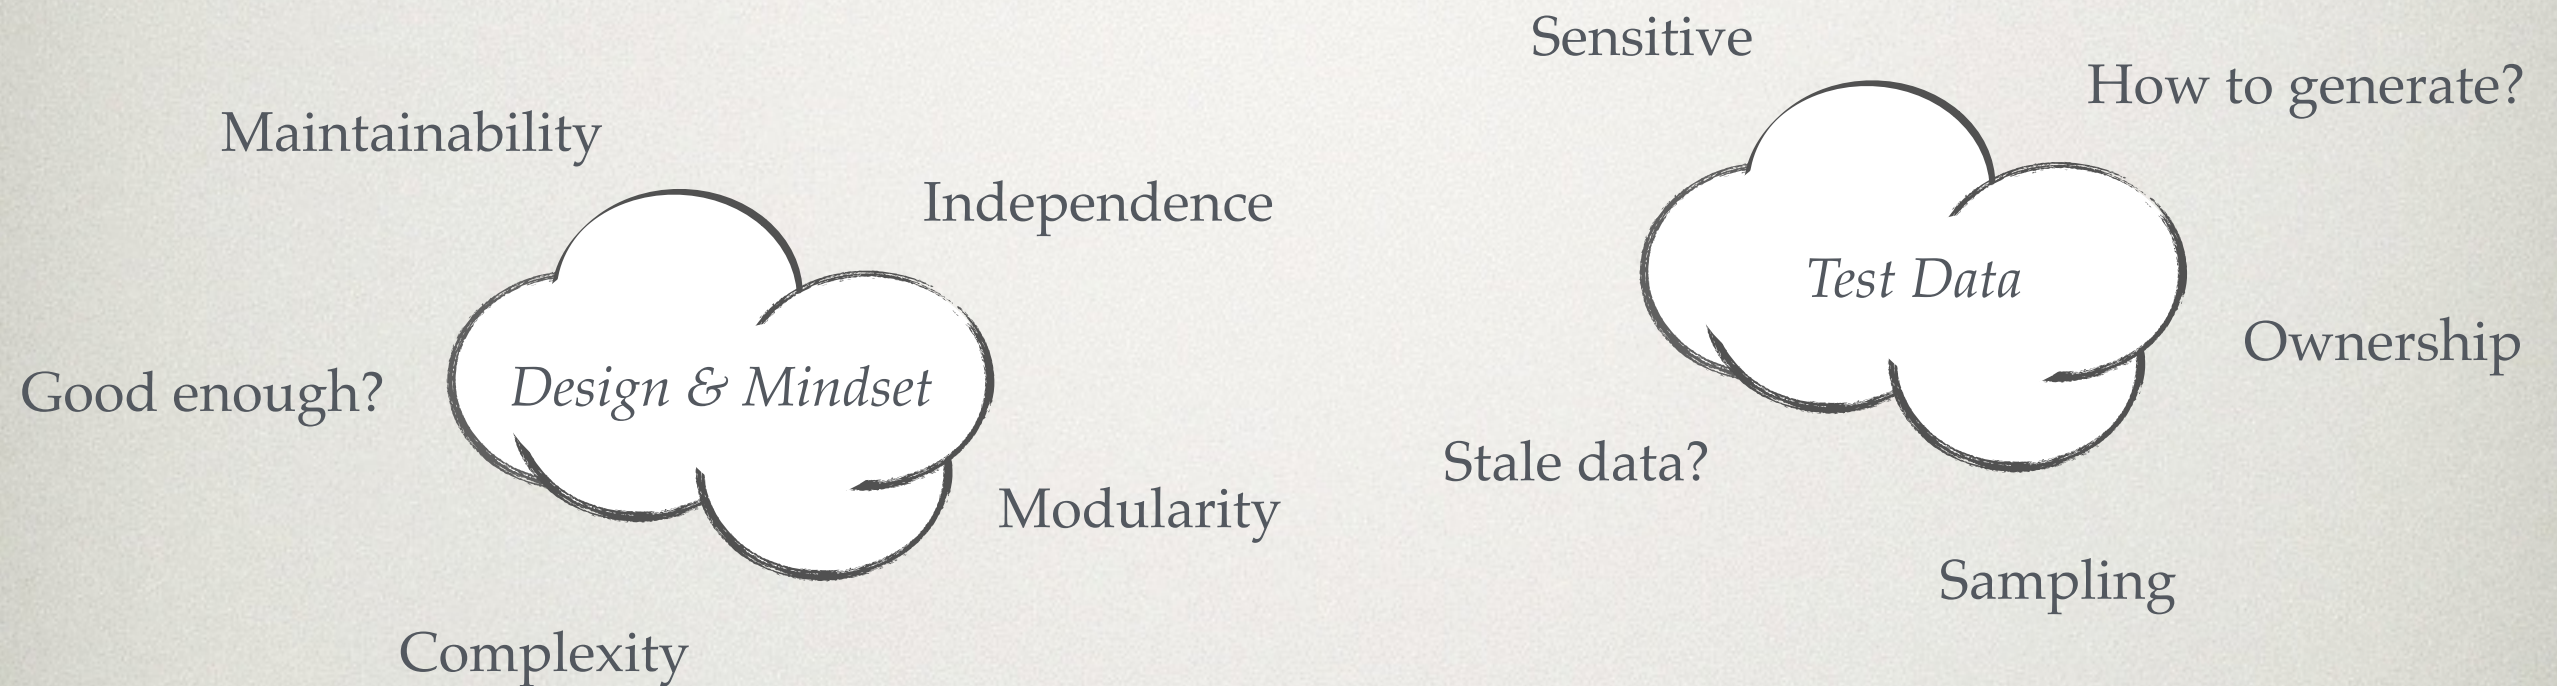 Maintainability
Independence
Design & Mindset
Good enough?
Modularity
Complexity
Sensitive
How to generate?
Test Data
Ownership
Stale data?
Sampling